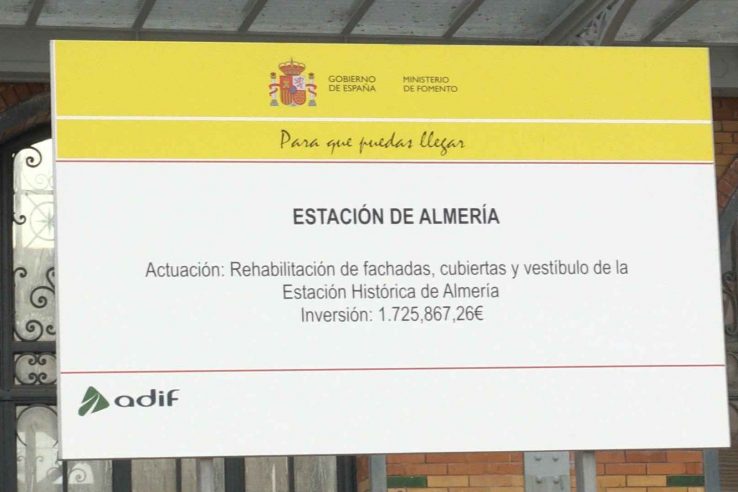 GOBIERNO
DE ESPAÑA
MINISTERIO
DE FOMENTO
Para que puedas llegar
ESTACIÓN DE ALMERÍA
Actuación: Rehabilitación de fachadas, cubiertas y vestíbulo de la
Estación Histórica de Almería
Inversión: 1.725,867,26€
adif